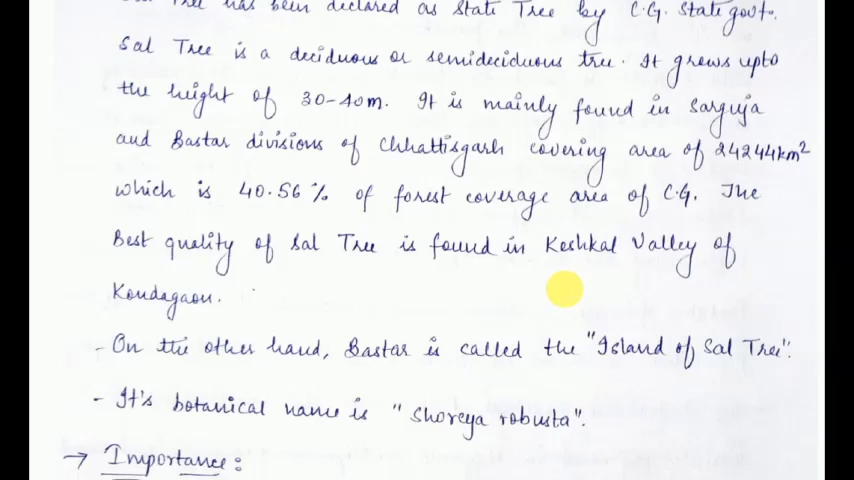 Tree has been declared as State Tree by C.G. State govt.
Sal Tree is a deciduous or semideciduous tree. It grows upto
the height of 30-40m. It is mainly found in Sarguja
and Bastar divisions of Chhattisgarh covering area of 24244km²
which is 40.56% of forest coverage area of C.G. The
Best quality of Sal Tree is found in Keshkal Valley of
Kondagaon.
- On the other hand, Bastar is called the "Island of Sal Tree".
- It's botanical name is "Shoreya robusta".
→ Importance: